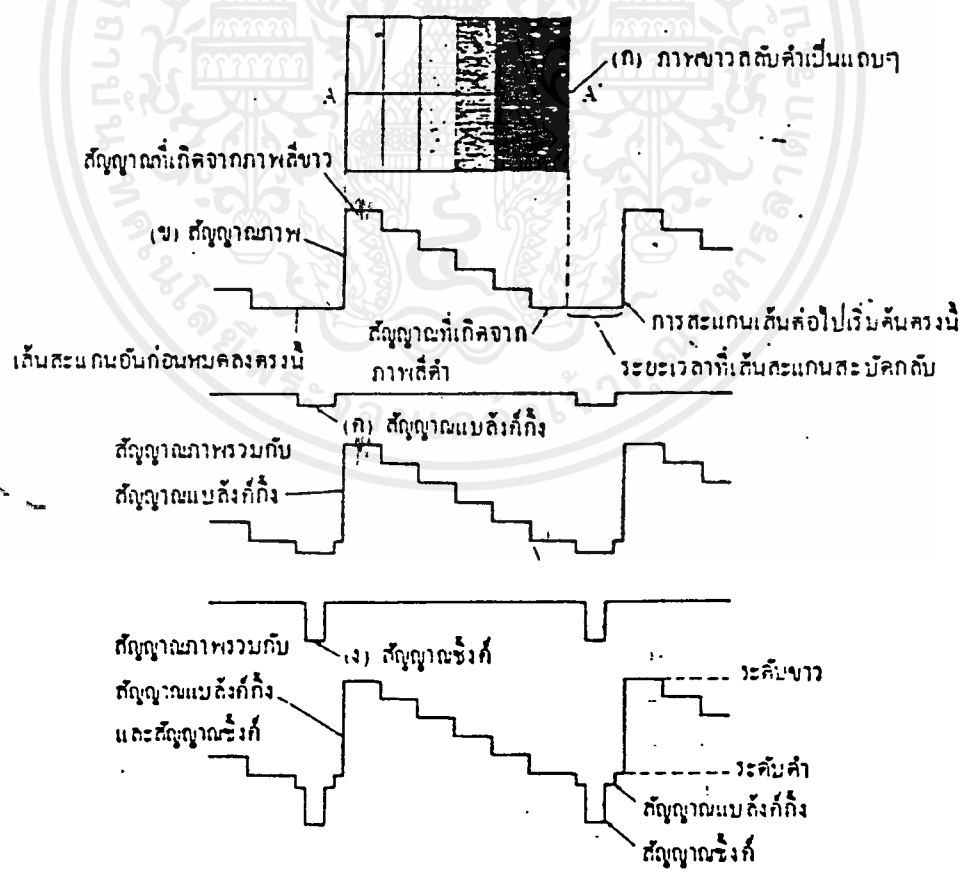 (ก) ภาพขาวสลับดำเป็นแถบๆ
A
A'
สัญญาณที่เกิดจากภาพสีขาว
(ข) สัญญาณภาพ
สัญญาณที่เกิดจาก
ภาพสีดำ
การสะแกนเส้นต่อไปเริ่มต้นตรงนี้
เส้นสะแกนอันก่อนหมดลงตรงนี้
ระยะเวลาที่เส้นสะแกนสะบัดกลับ
(ค) สัญญาณแบล้งก์กิ้ง
สัญญาณภาพรวมกับ
สัญญาณแบล้งก์กิ้ง
(ง) สัญญาณซิ้งค์
สัญญาณภาพรวมกับ
สัญญาณแบล้งก์กิ้ง
และสัญญาณซิ้งค์
ระดับขาว
ระดับดำ
สัญญาณแบล้งก์กิ้ง
สัญญาณซิ้งค์